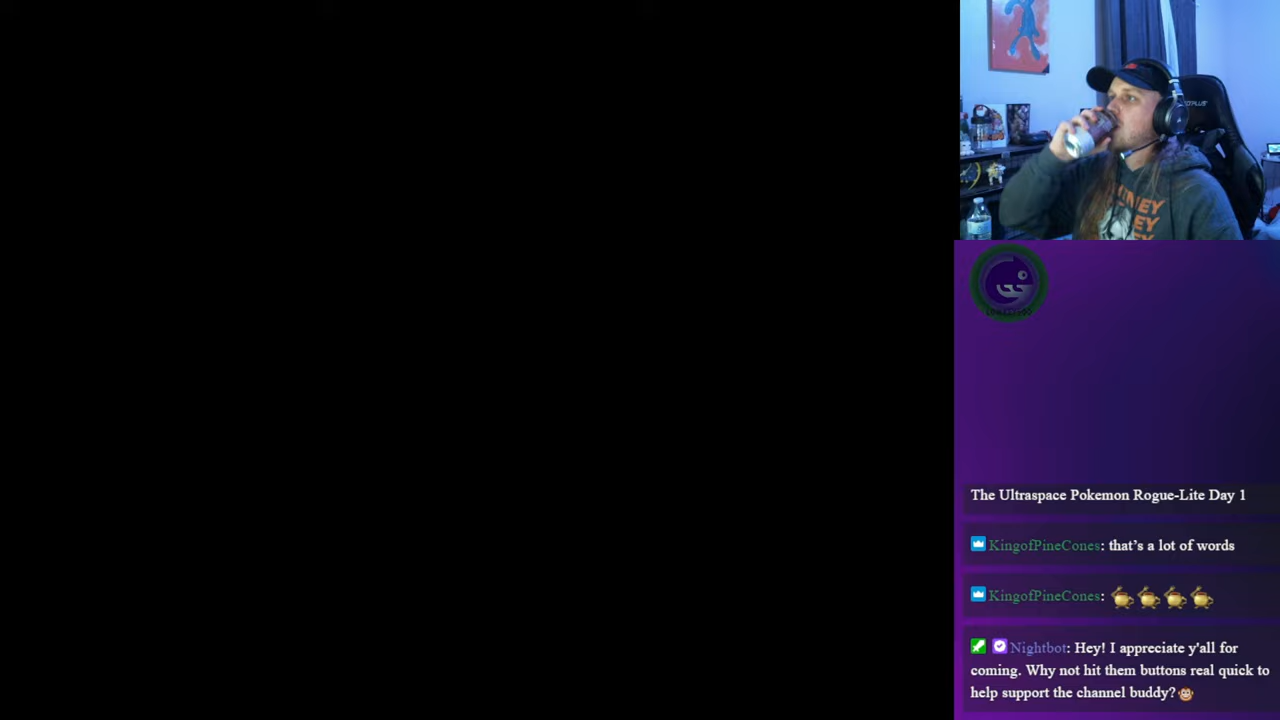 The Ultraspace Pokemon Rogue-Lite Day 1
KingofPineCones: that's a lot of words
KingofPineCones:
Nightbot: Hey! I appreciate y'all for
coming. Why not hit them buttons real quick to
help support the channel buddy?